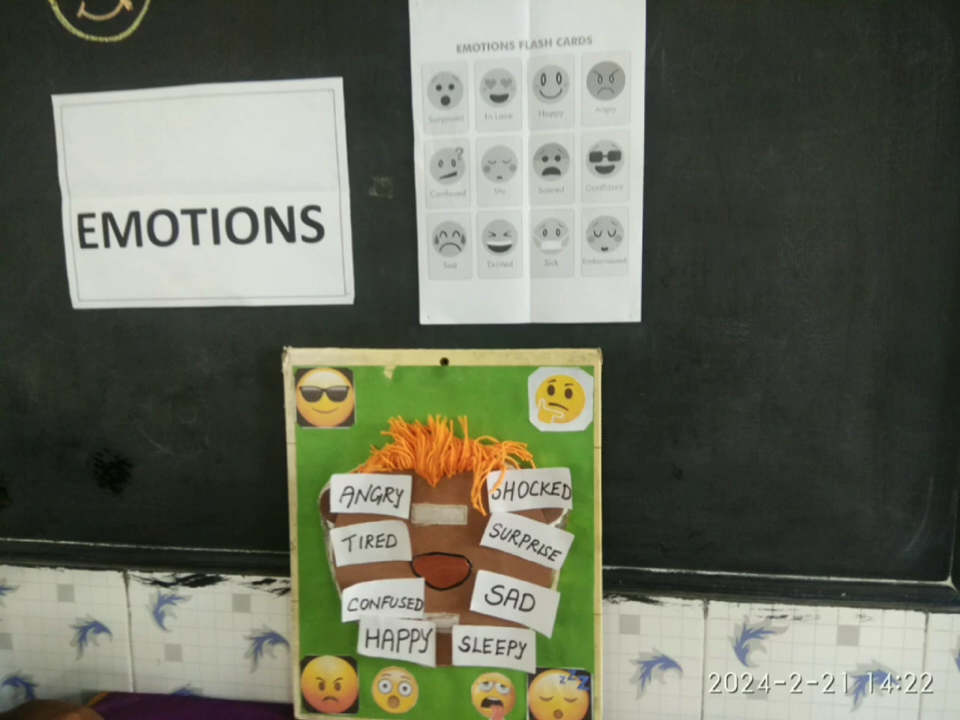 EMOTIONS FLASH CARDS
Surprised In Love Happy Angry
Confused Shy Scared Confident
Sad Excited Sick Embarrassed
EMOTIONS
ANGRY SHOCKED
TIRED SURPRISE
CONFUSED SAD
HAPPY SLEEPY
ZZZ
2024-2-21 14:22